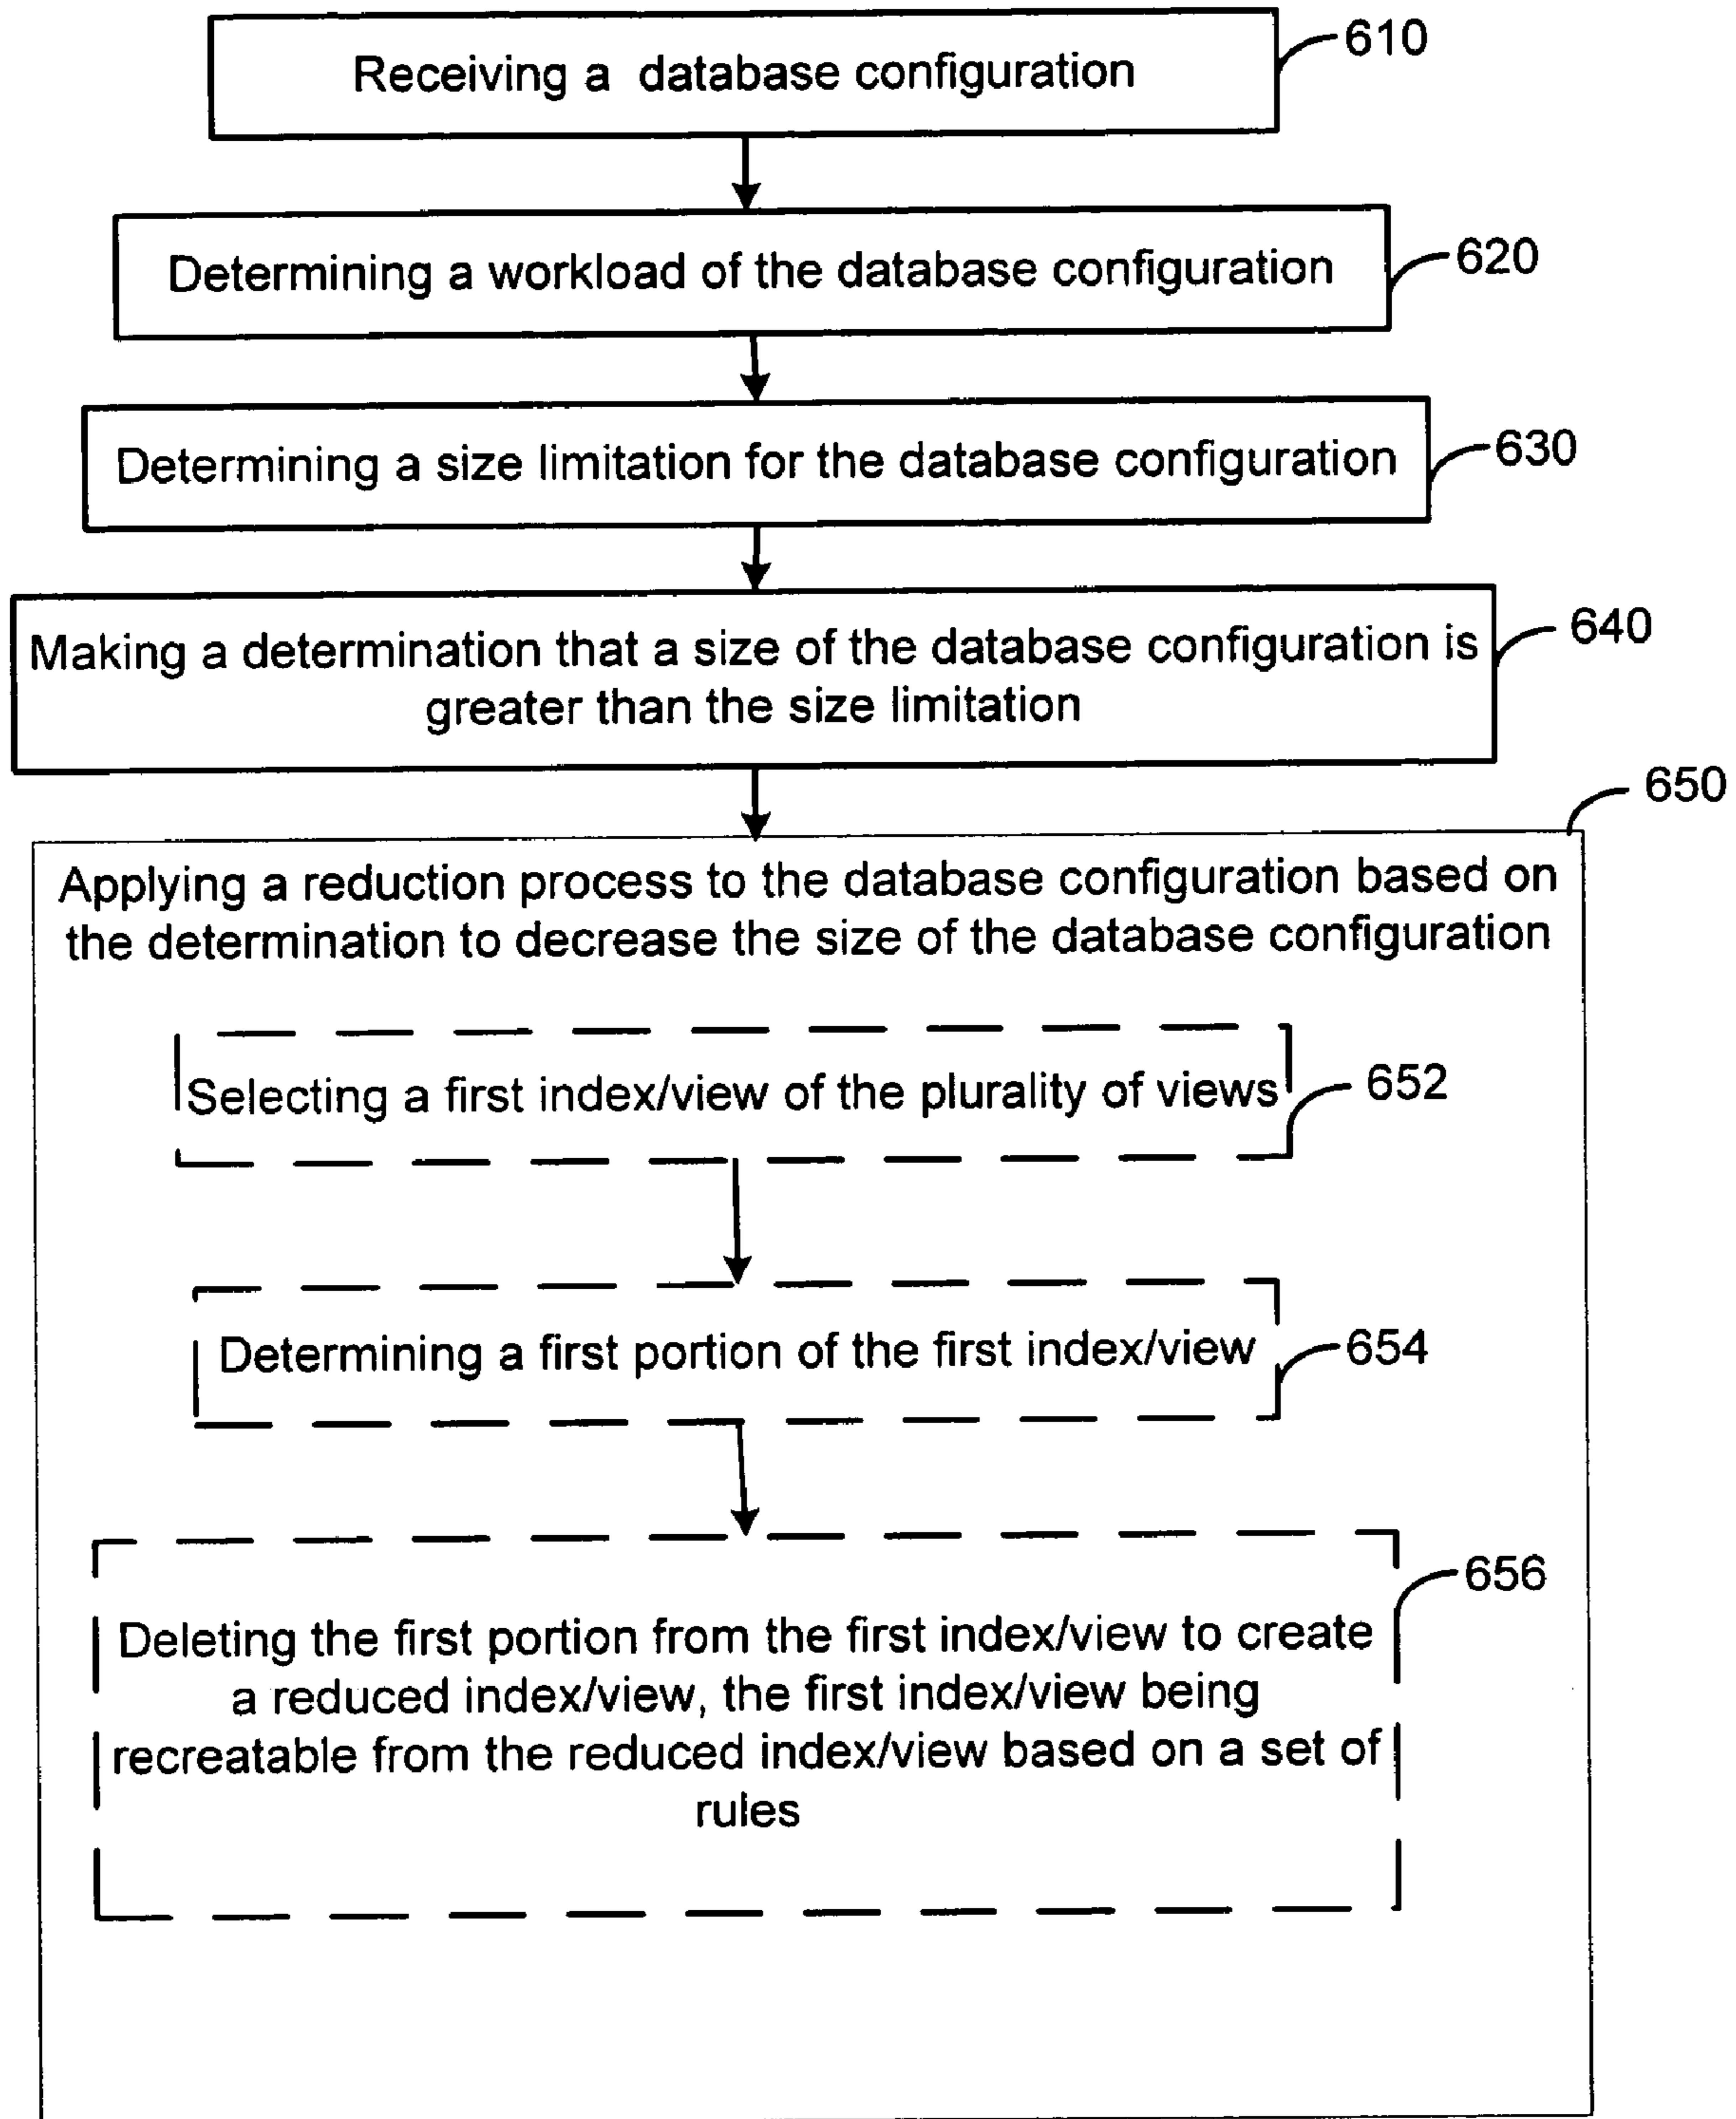 Receiving a database configuration
610
Determining a workload of the database configuration
620
Determining a size limitation for the database configuration
630
Making a determination that a size of the database configuration is
greater than the size limitation
640
650
Applying a reduction process to the database configuration based on
the determination to decrease the size of the database configuration
Selecting a first index/view of the plurality of views
652
Determining a first portion of the first index/view
654
656
Deleting the first portion from the first index/view to create
a reduced index/view, the first index/view being
recreatable from the reduced index/view based on a set of
rules